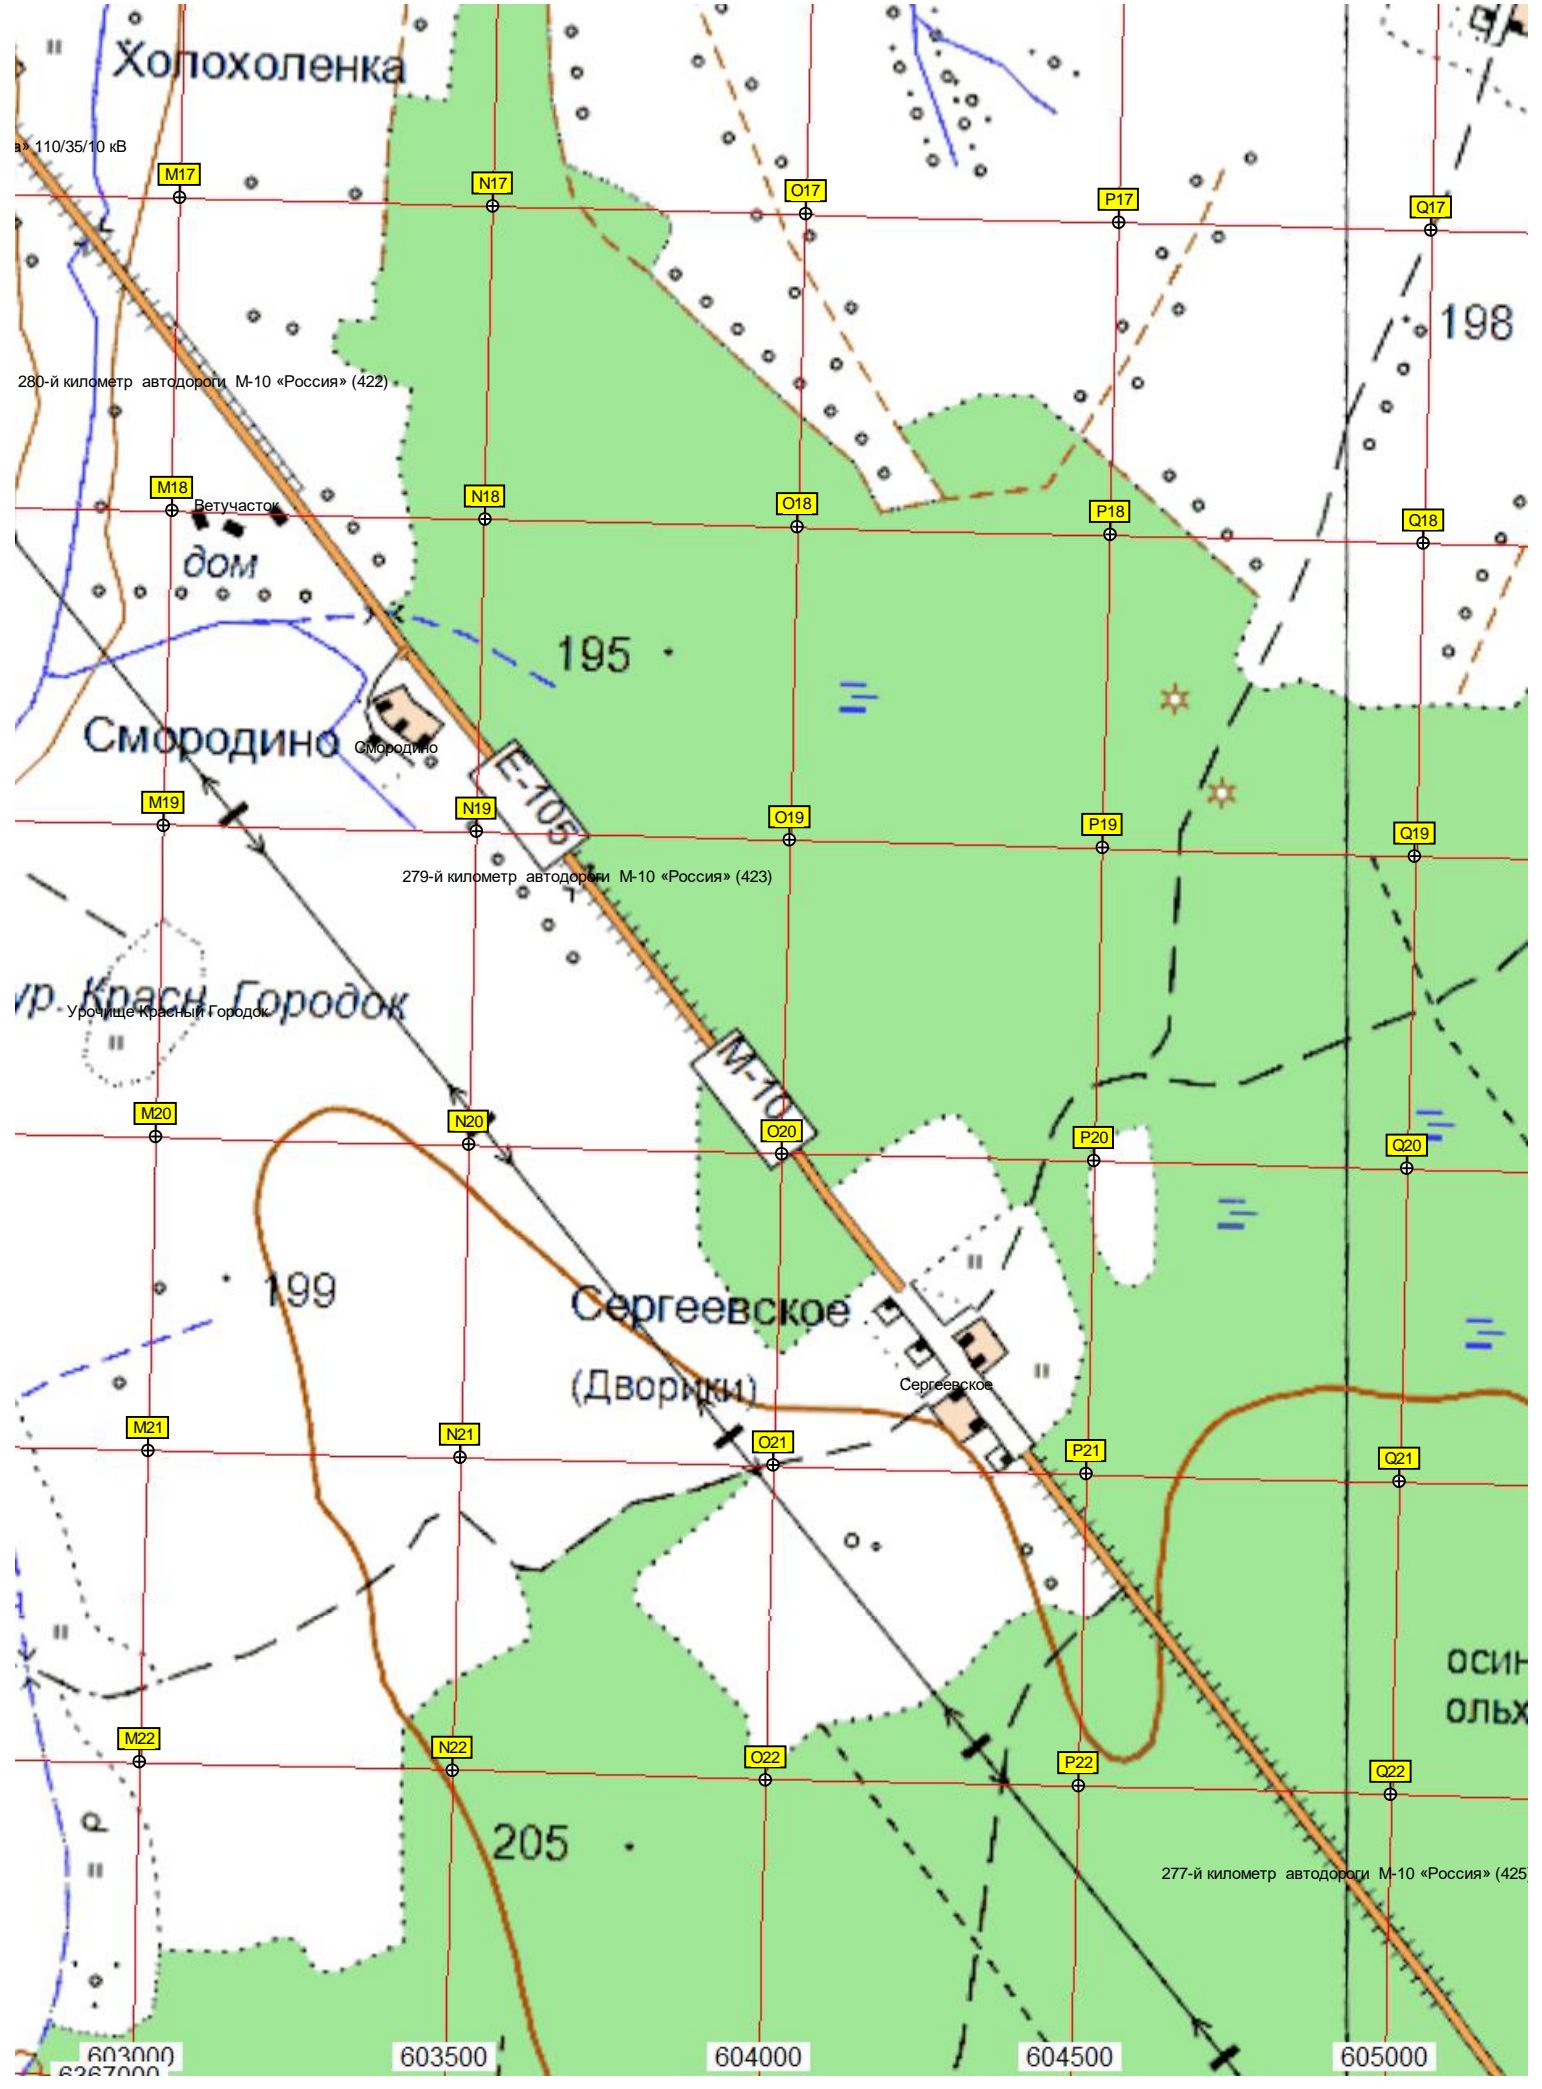 Холохоленка
а» 110/35/10 кВ
M17
N17
O17
P17
Q17
198
280-й километр автодороги М-10 «Россия» (422)
M18
N18
O18
P18
Q18
Ветучасток
дом
195
Смородино
Смородино
E-105
M19
N19
O19
P19
Q19
279-й километр автодороги М-10 «Россия» (423)
ур. Красн. Городок
Урочище Красный Городок
М-10
M20
N20
O20
P20
Q20
199
Сергеевское
(Дворики)
Сергеевское
M21
N21
O21
P21
Q21
осин
ольх
M22
N22
O22
P22
Q22
р
205
277-й километр автодороги М-10 «Россия» (425
603000
603500
604000
604500
605000
6367000